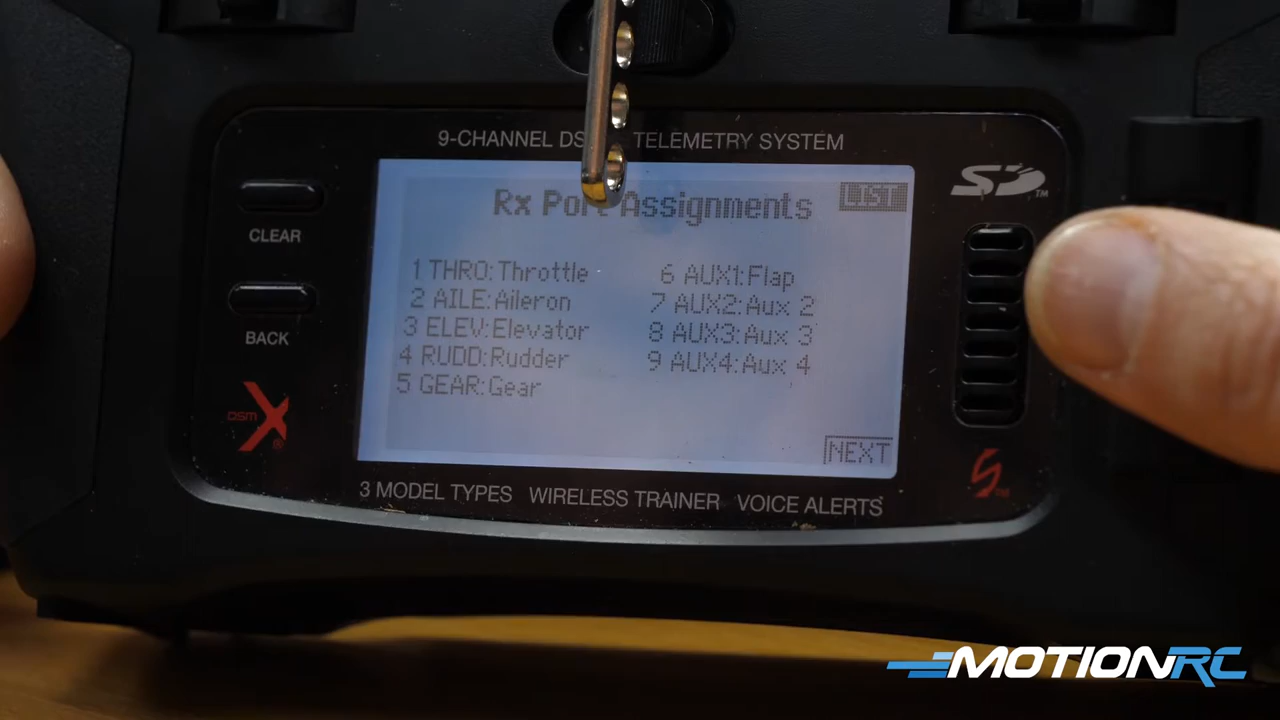 9-CHANNEL DS TELEMETRY SYSTEM
Rx Port Assignments
LIST
1 THRO: Throttle
2 AILE: Aileron
3 ELEV: Elevator
4 RUDD: Rudder
5 GEAR: Gear
6 AUX1: Flap
7 AUX2: Aux 2
8 AUX3: Aux 3
9 AUX4: Aux 4
NEXT
CLEAR
BACK
DSM X
SD™
3 MODEL TYPES WIRELESS TRAINER VOICE ALERTS
MOTIONRC